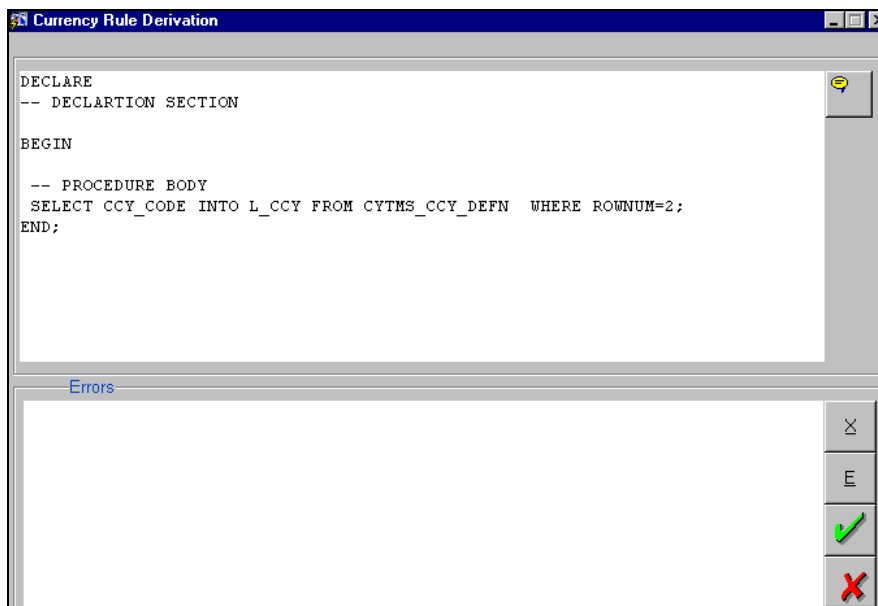 Currency Rule Derivation
DECLARE
-- DECLARTION SECTION
BEGIN
-- PROCEDURE BODY
SELECT CCY_CODE INTO L_CCY FROM CYTMS_CCY_DEFN  WHERE ROWNUM=2;
END;
Errors
X
E